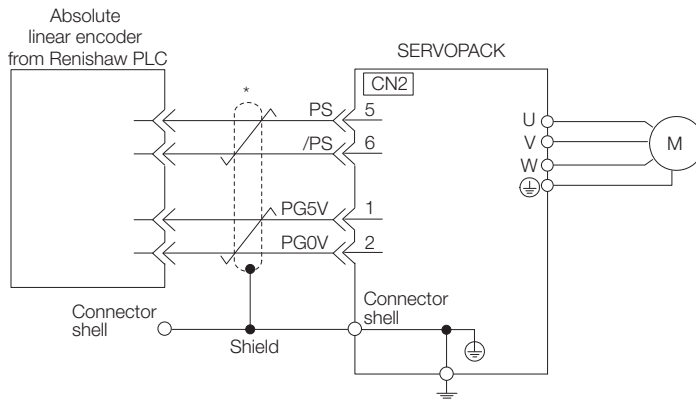 Absolute
linear encoder
from Renishaw PLC
SERVOPACK
CN2
*
PS
5
/PS
6
PG5V
1
PG0V
2
U
V
W
M
Connector
shell
Shield
Connector
shell